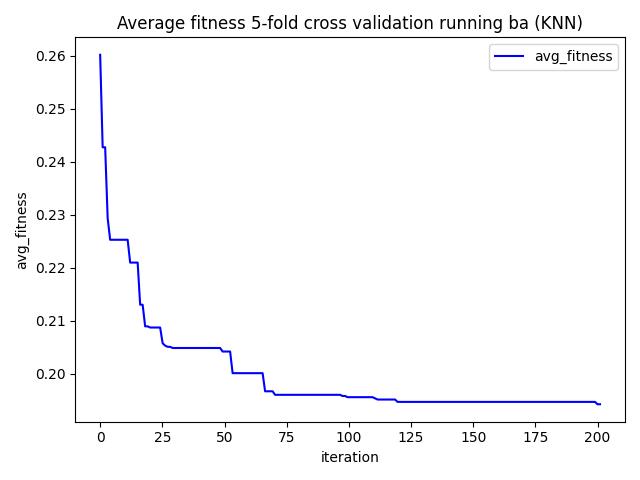 Average fitness 5-fold cross validation running ba (KNN)
avg_fitness
avg_fitness
0.26
0.25
0.24
0.23
0.22
0.21
0.20
0 25 50 75 100 125 150 175 200
iteration